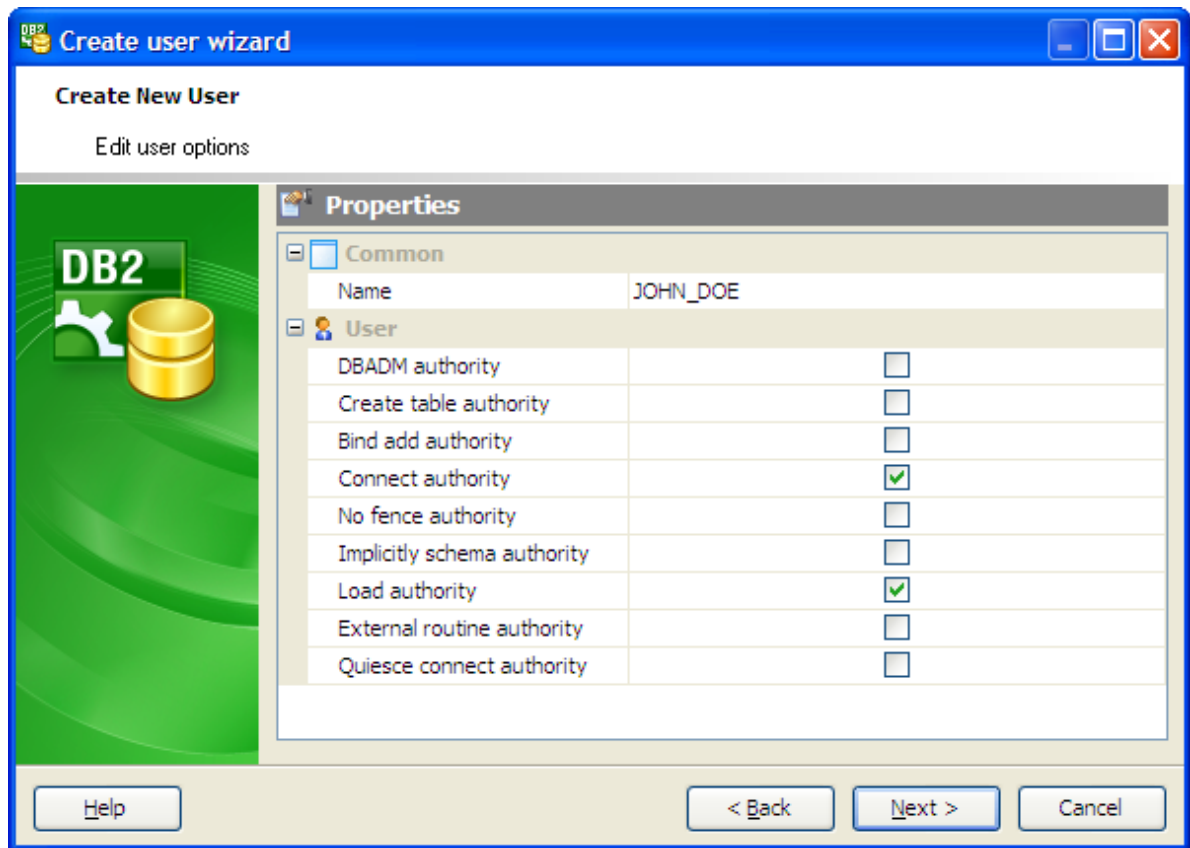 Create user wizard
Create New User
Edit user options
Properties
DB2
Common
Name JOHN_DOE
User
DBADM authority
Create table authority
Bind add authority
Connect authority
No fence authority
Implicitly schema authority
Load authority
External routine authority
Quiesce connect authority
Help < Back Next > Cancel